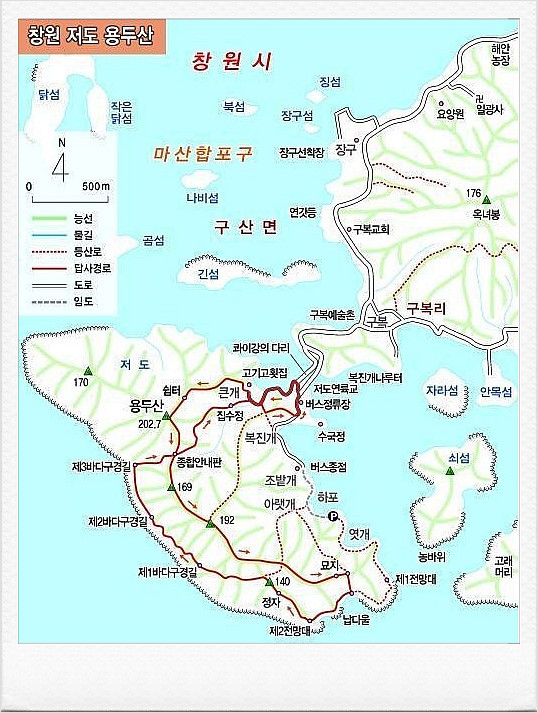 창원 저도 용두산
창 원 시
해안
농장
닭섬
작은
닭섬
징섬
북섬
장구섬
요양원
卍
일광사
N
4
마산합포구
장구선착장
장구
0 500m
나비섬
176
옥녀봉
연갓등
구 산 면
구복교회
능선
물길
등산로
답사경로
도로
임도
곰섬
긴섬
구복예술촌
구복
구복리
콰이강의 다리
저 도
고기고횟집
복진개나루터
170
쉼터
큰개
저도연륙교
버스정류장
자라섬
안목섬
용두산
202.7
집수정
복진개
수국정
제3바다구경길
종합안내판
버스종점
쇠섬
169
조밭개
아랫개
하포
P
제2바다구경길
192
엿개
농바위
고래
머리
제1바다구경길
묘지
140
제1전망대
정자
납다울
제2전망대